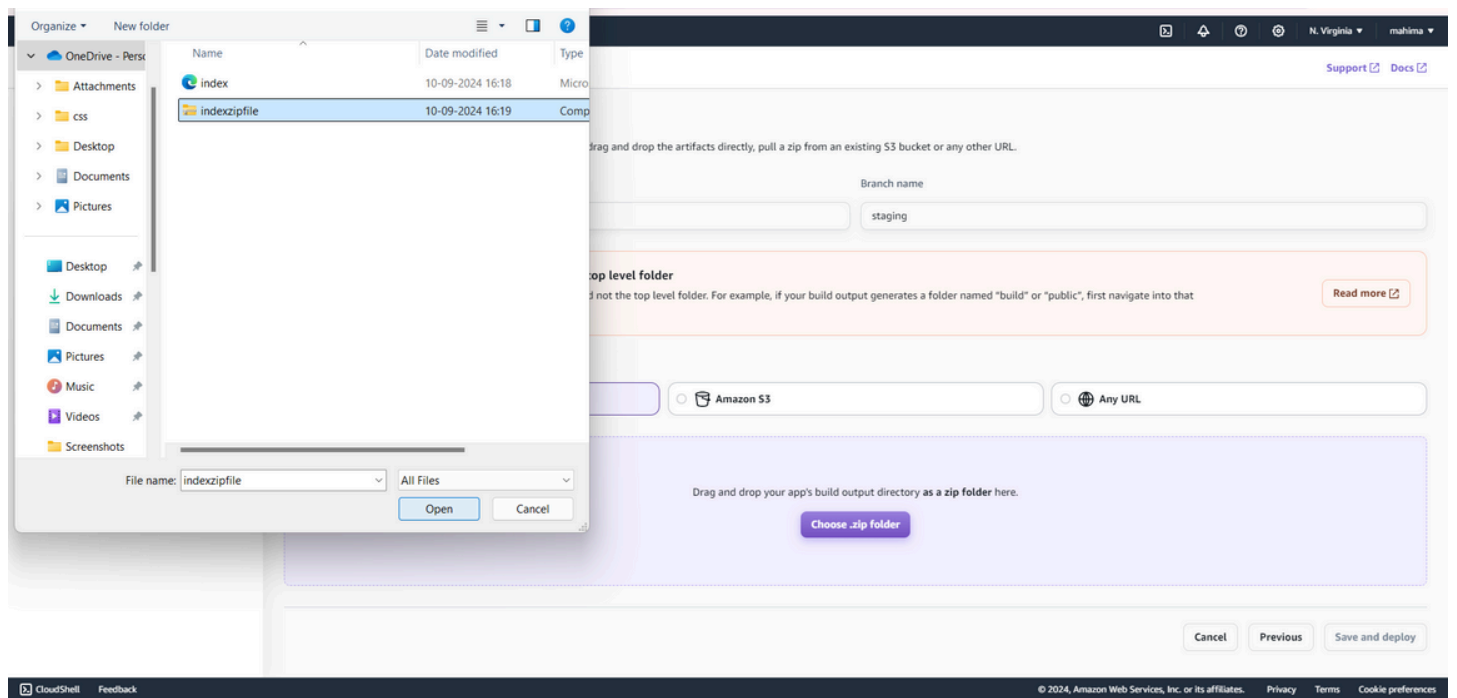 Organize New folder
Name Date modified Type
OneDrive - Perso
Attachments
css
Desktop
Documents
Pictures
index 10-09-2024 16:18 Micro
indexzipfile 10-09-2024 16:19 Comp
Desktop
Downloads
Documents
Pictures
Music
Videos
Screenshots
File name: indexzipfile All Files
Open Cancel
N. Virginia mahima
Support Docs
drag and drop the artifacts directly, pull a zip from an existing S3 bucket or any other URL.
Branch name
staging
top level folder
d not the top level folder. For example, if your build output generates a folder named "build" or "public", first navigate into that
Read more
Amazon S3
Any URL
Drag and drop your app's build output directory as a zip folder here.
Choose .zip folder
Cancel Previous Save and deploy
CloudShell Feedback
© 2024, Amazon Web Services, Inc. or its affiliates. Privacy Terms Cookie preferences